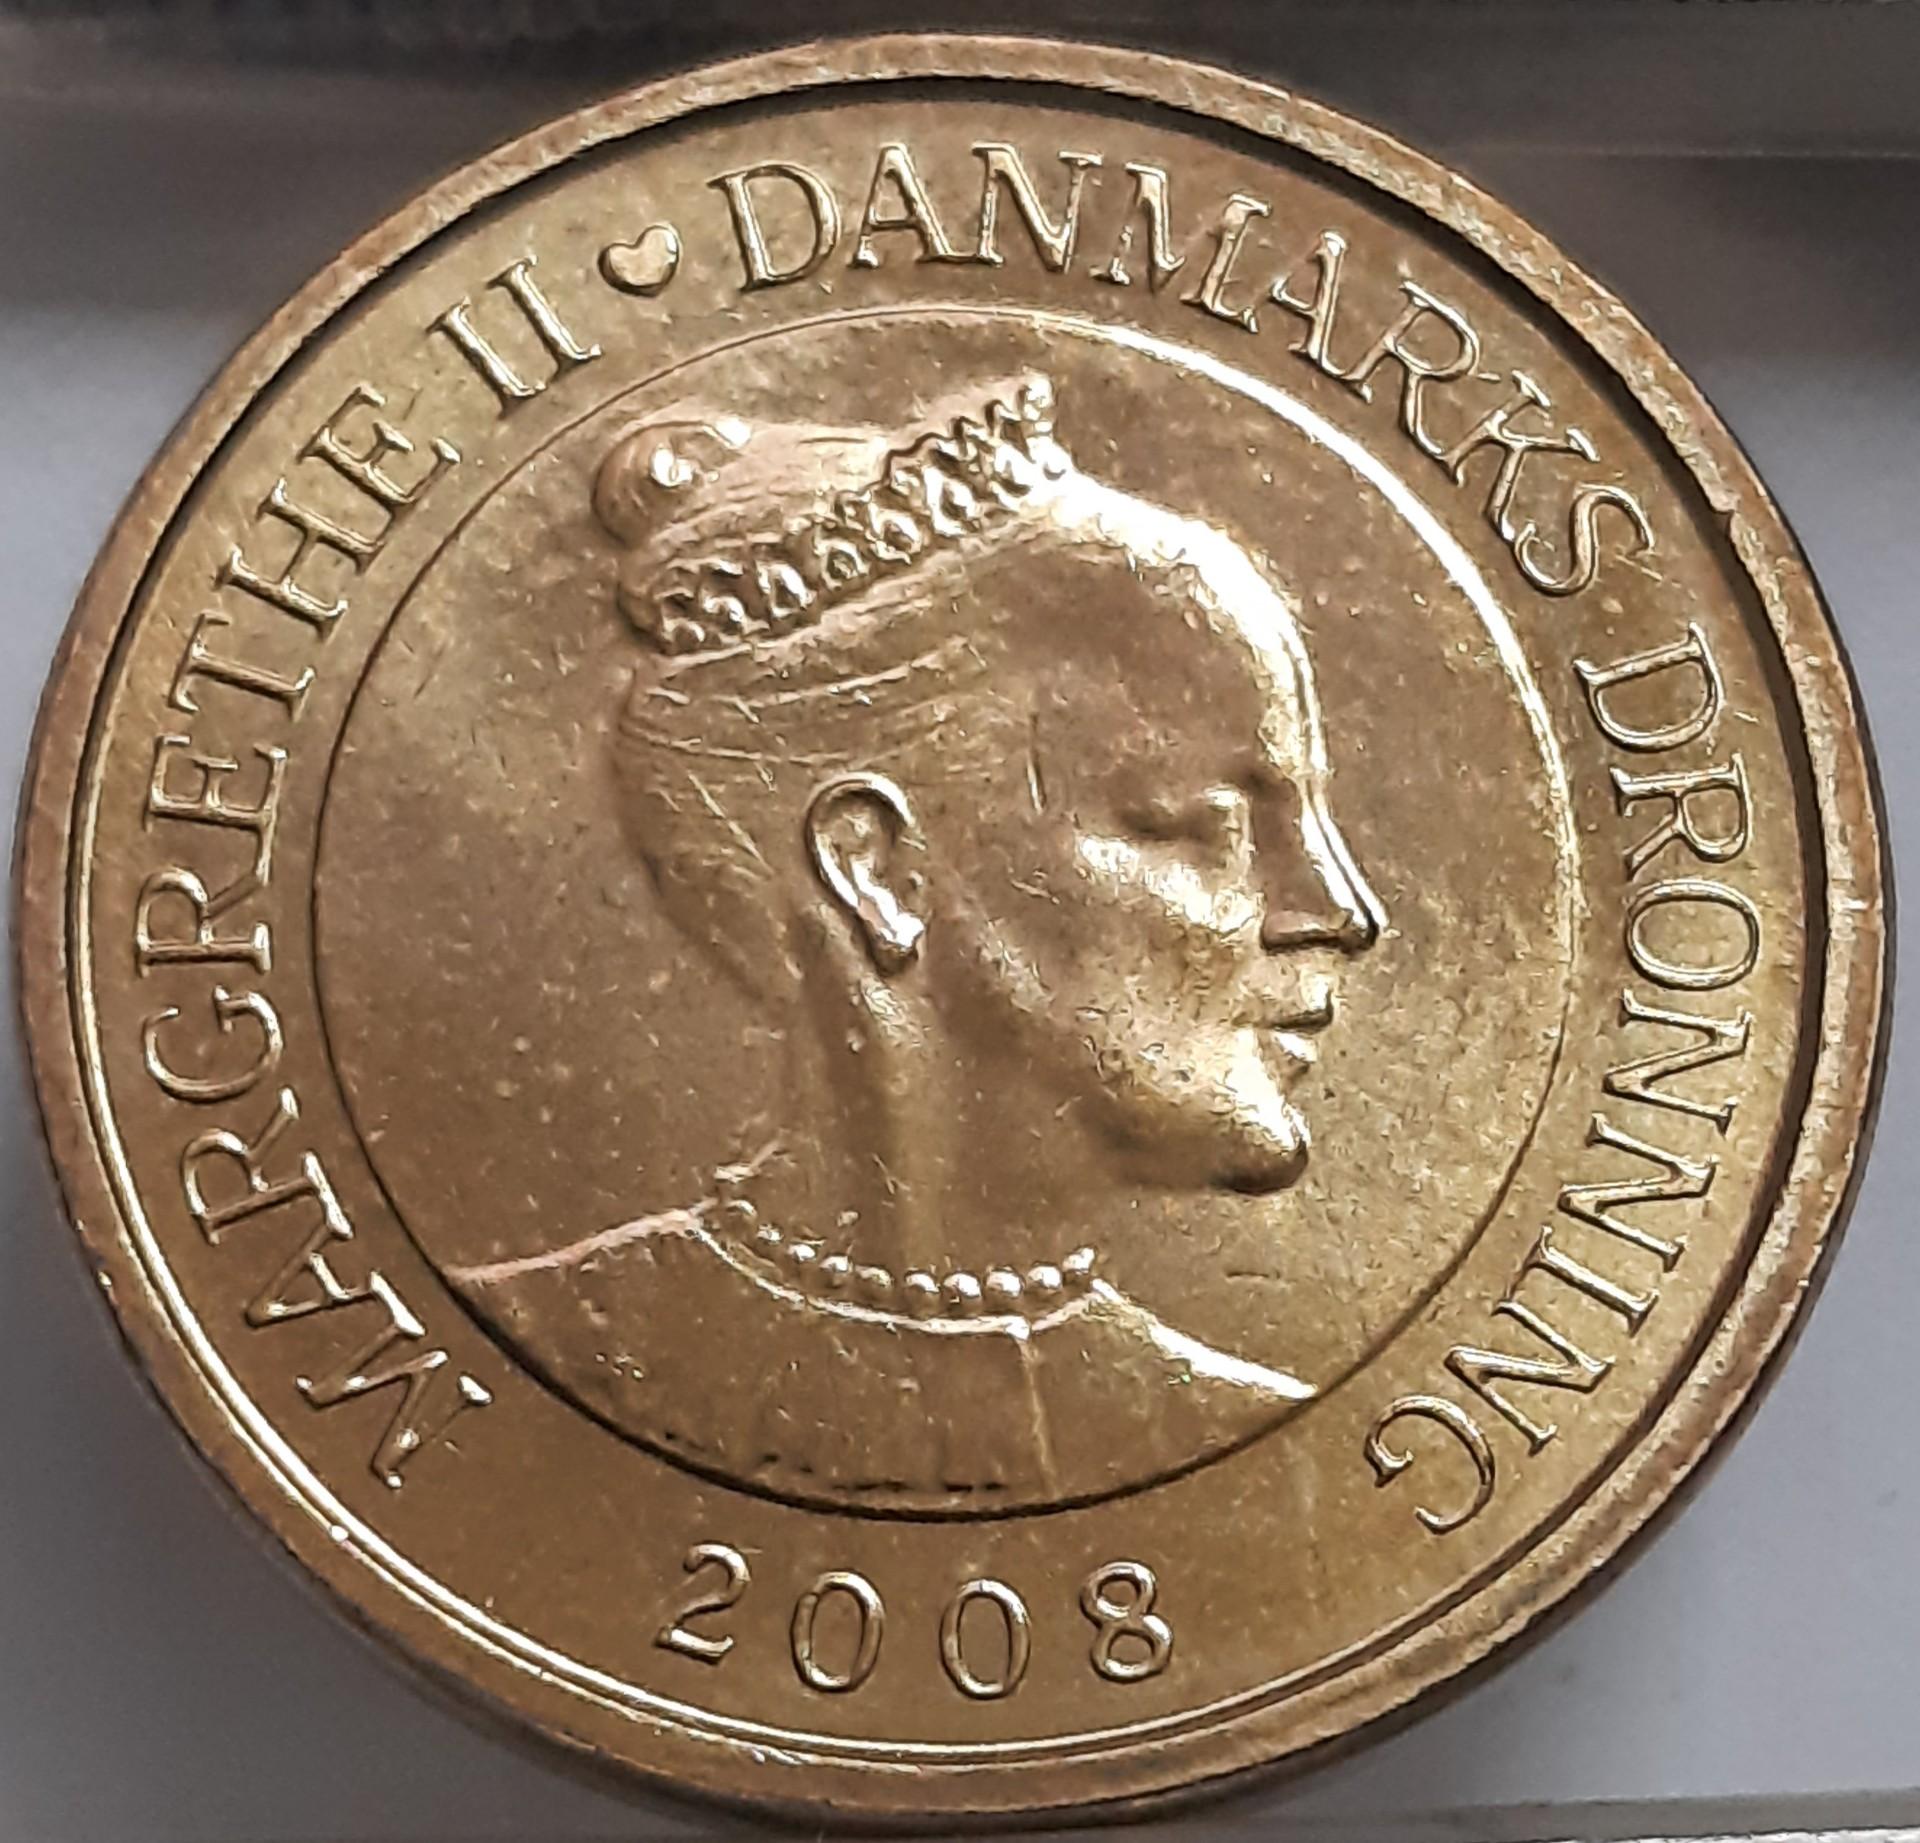 MARGRETHE II ♥ DANMARKS DRONNING
2008